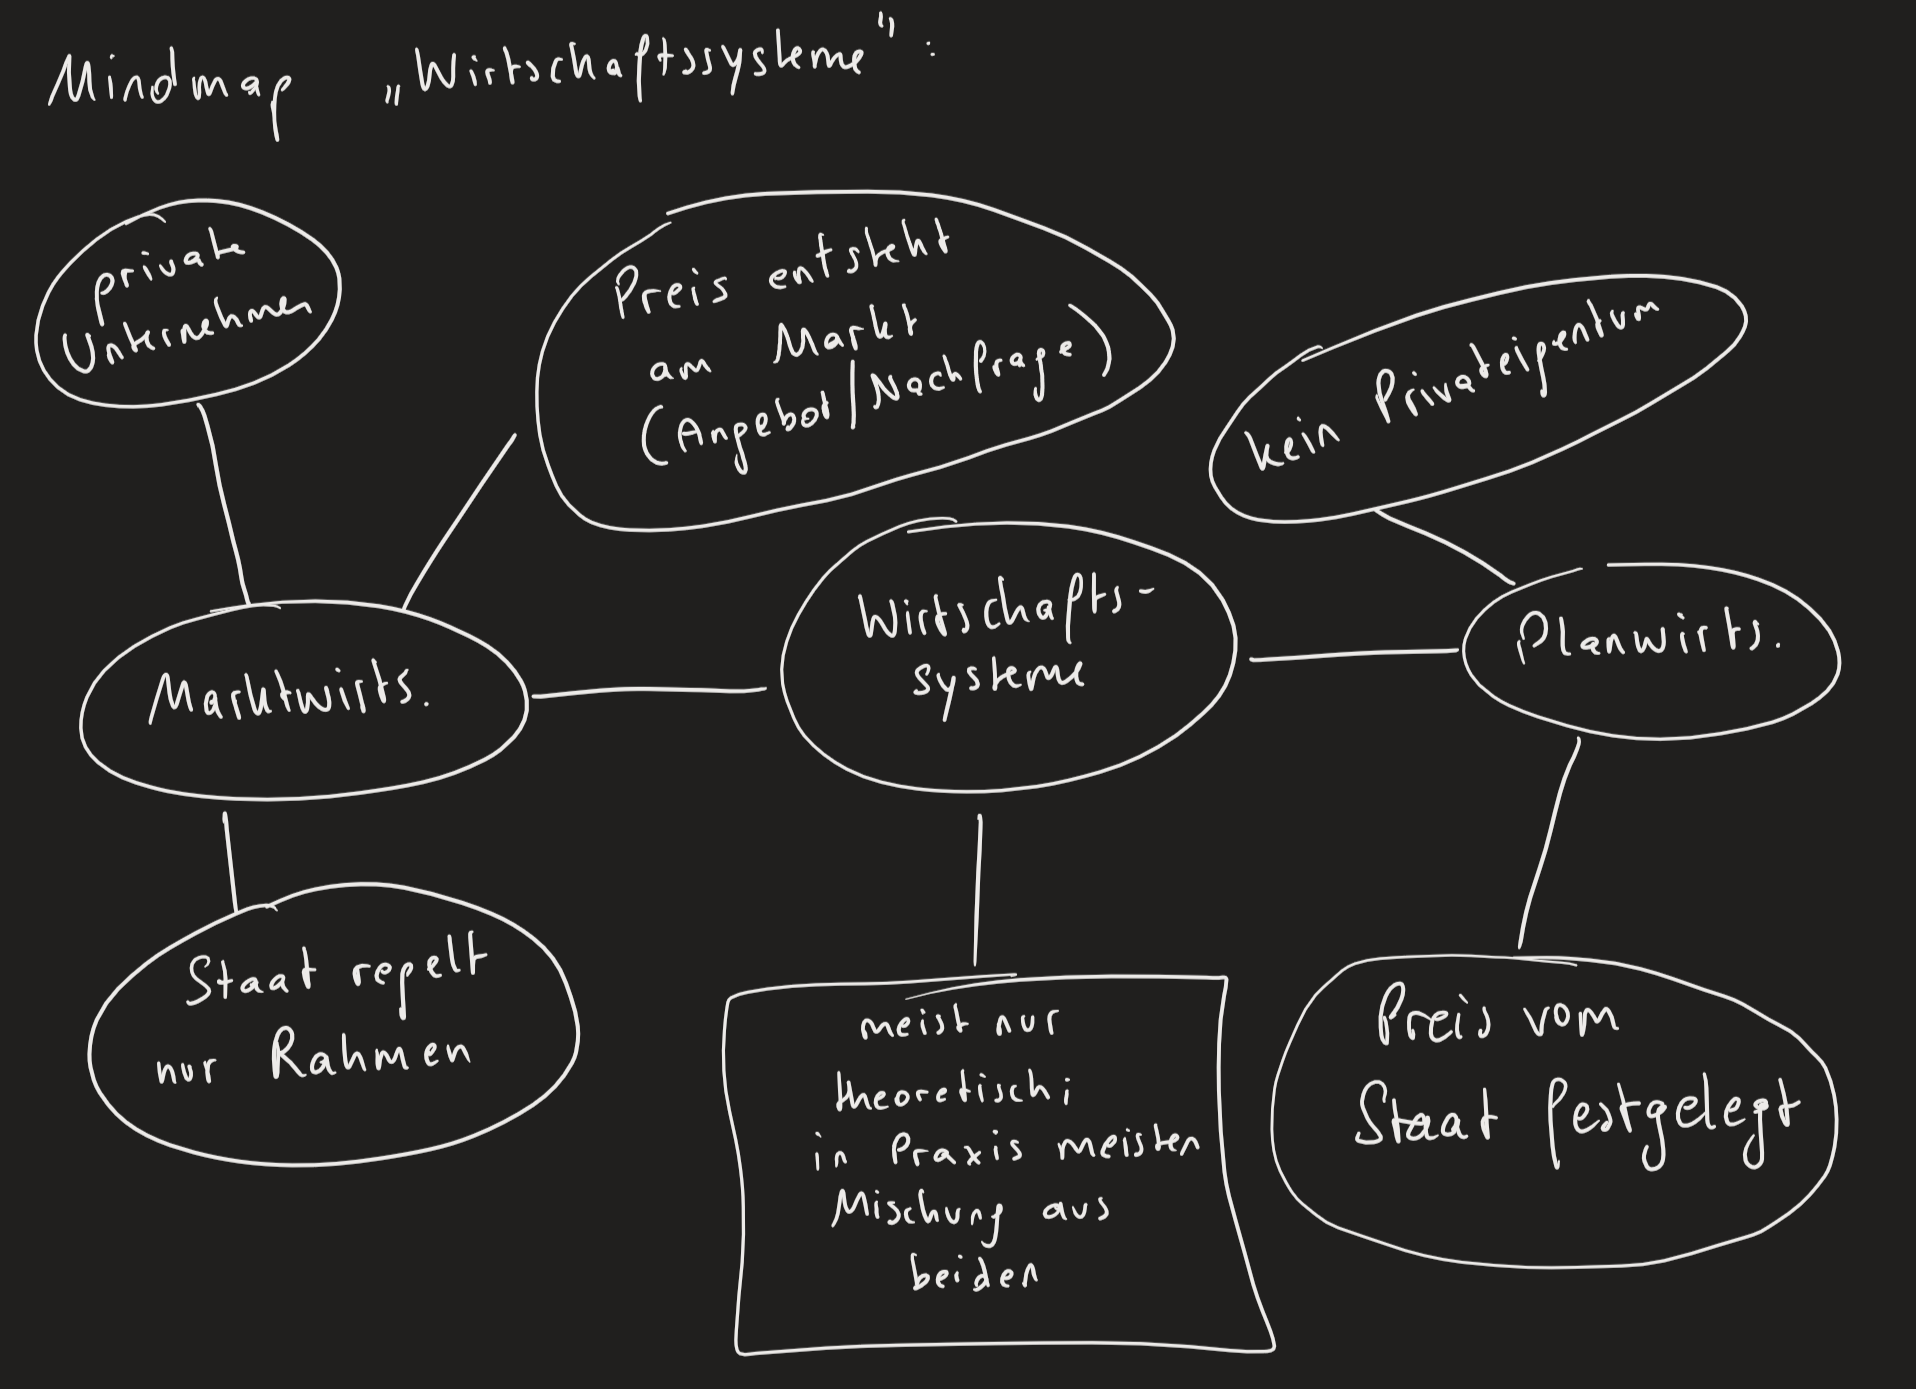 Mindmap „Wirtschaftssysteme“:
private
Unternehmen
Preis entsteht
am Markt
(Angebot/Nachfrage)
kein Privateigentum
Marktwirts.
Wirtschafts-
systeme
Planwirts.
Staat regelt
nur Rahmen
meist nur
theoretisch;
in Praxis meisten
Mischung aus
beiden
Preis vom
Staat festgelegt